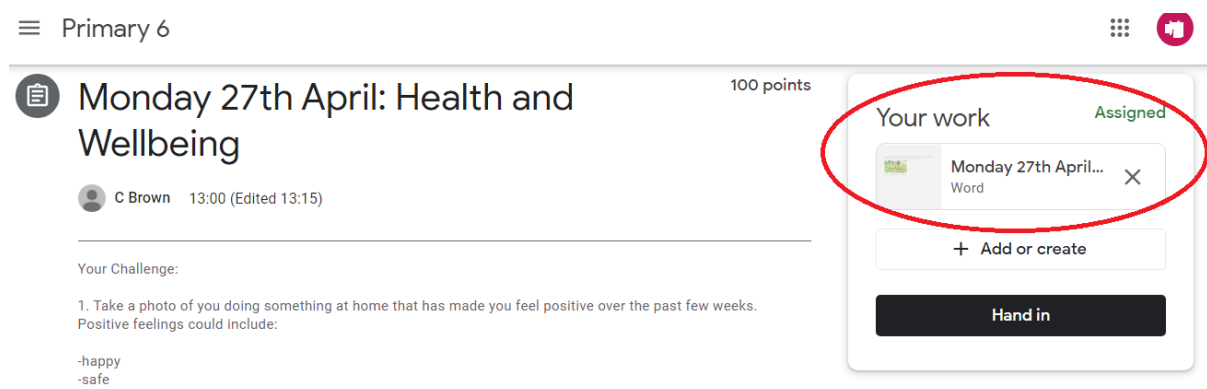 Primary 6
Monday 27th April: Health and
Wellbeing
100 points
C Brown 13:00 (Edited 13:15)
Your Challenge:
1. Take a photo of you doing something at home that has made you feel positive over the past few weeks.
Positive feelings could include:
-happy
-safe
Your work
Assigned
Monday 27th April...
Word
+ Add or create
Hand in